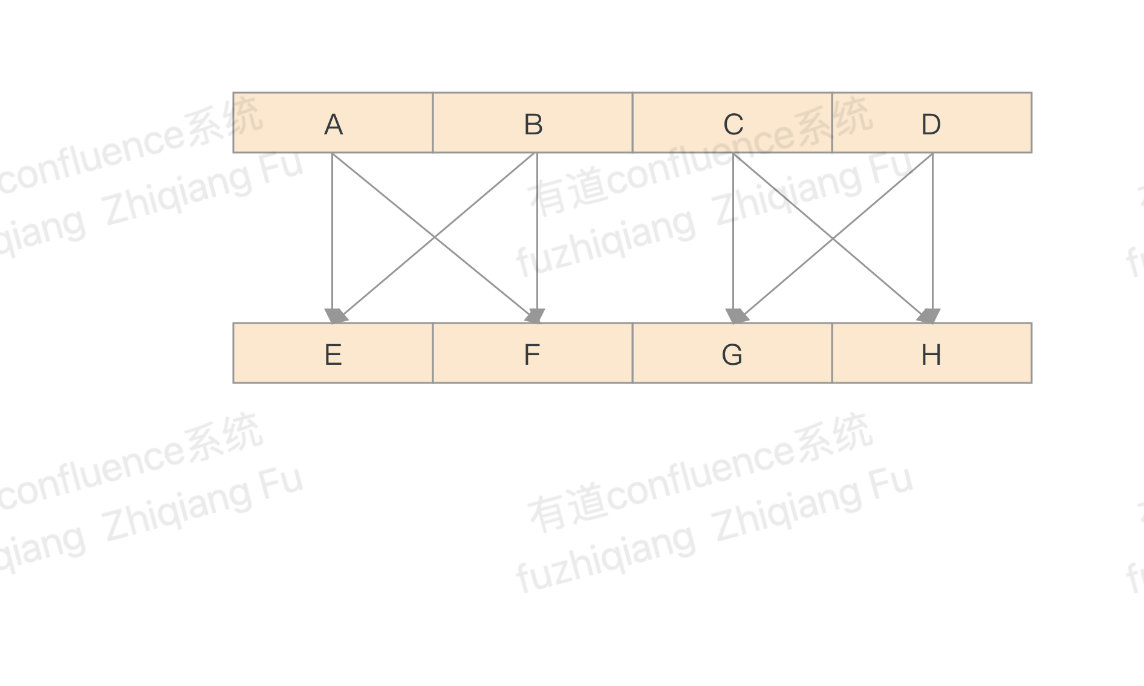 A B C D
confluence系统
qiang Zhiqiang Fu
有道confluence系统
fuzhiqiang Zhiqiang Fu
E F G H
confluence系统
qiang Zhiqiang Fu
有道confluence系统
fuzhiqiang Zhiqiang Fu